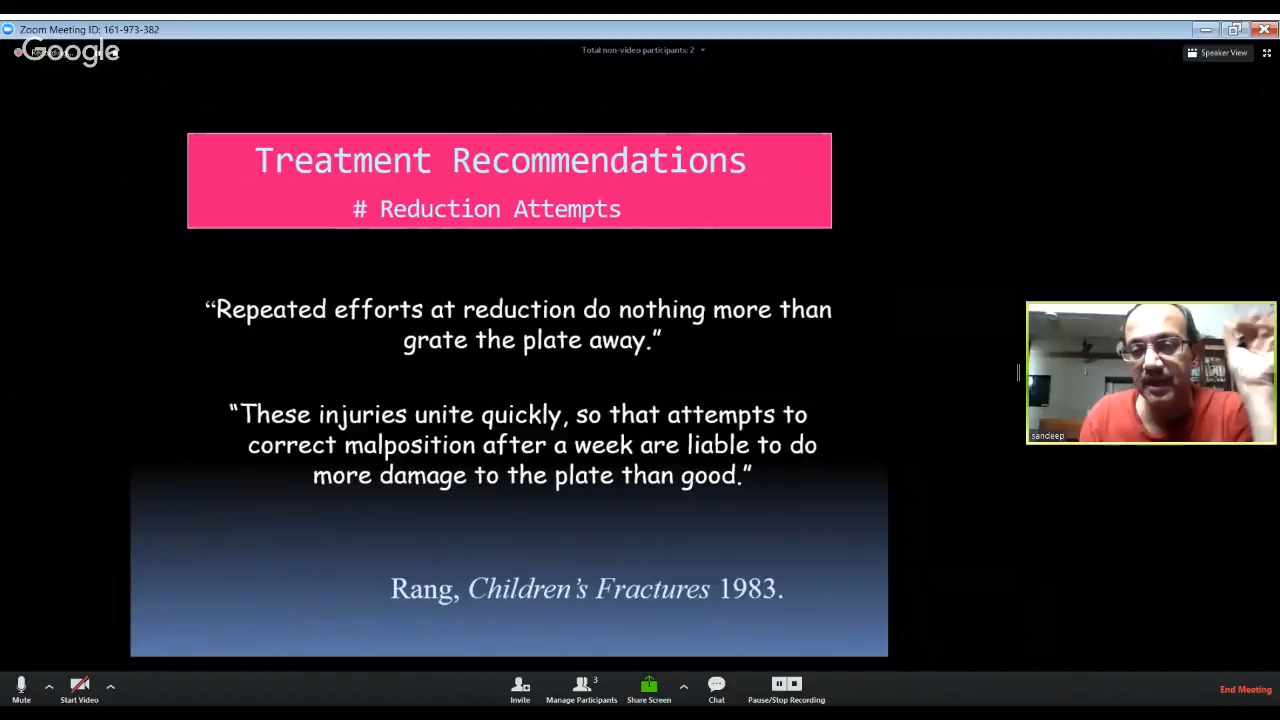 Zoom Meeting ID: 161-973-382
Google
Total non-video participants: 2
Speaker View
Treatment Recommendations
# Reduction Attempts
“Repeated efforts at reduction do nothing more than
grate the plate away.”
“These injuries unite quickly, so that attempts to
correct malposition after a week are liable to do
more damage to the plate than good.”
Rang, Children’s Fractures 1983.
sandeep
Mute
Start Video
Invite
3
Manage Participants
Share Screen
Chat
Pause/Stop Recording
End Meeting